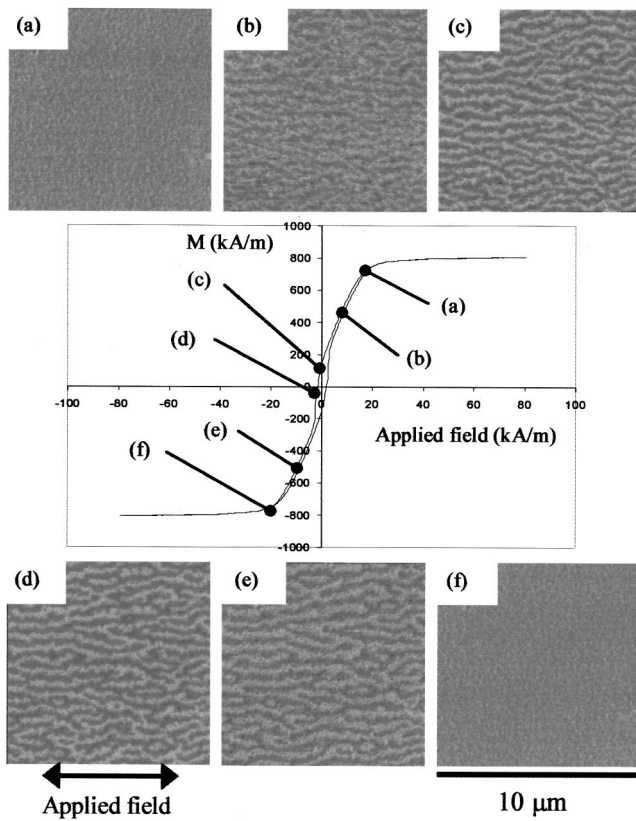 (a)
(b)
(c)
M (kA/m)
1000
800
600
400
200
0
-200
-400
-600
-800
-1000
-100
-80
-60
-40
-20
0
20
40
60
80
100
Applied field (kA/m)
(a)
(b)
(c)
(d)
(e)
(f)
(d)
(e)
(f)
Applied field
10 µm